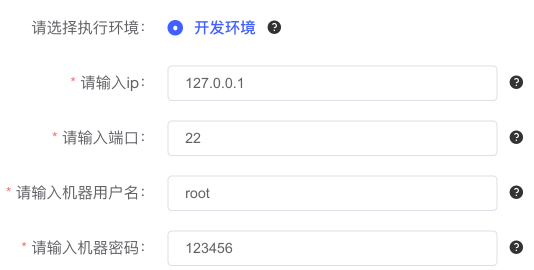 请选择执行环境： 开发环境
* 请输入ip： 127.0.0.1
* 请输入端口： 22
* 请输入机器用户名： root
* 请输入机器密码： 123456